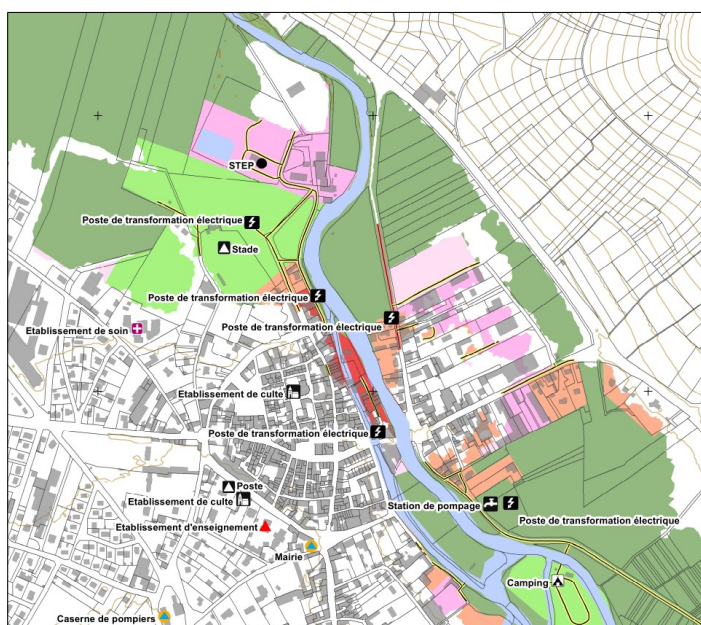 STEP
Poste de transformation électrique
Stade
Poste de transformation électrique
Poste de transformation électrique
Etablissement de soin
Etablissement de culte
Poste de transformation électrique
Poste
Etablissement de culte
Station de pompage
Poste de transformation électrique
Etablissement d'enseignement
Mairie
Camping
Caserne de pompiers